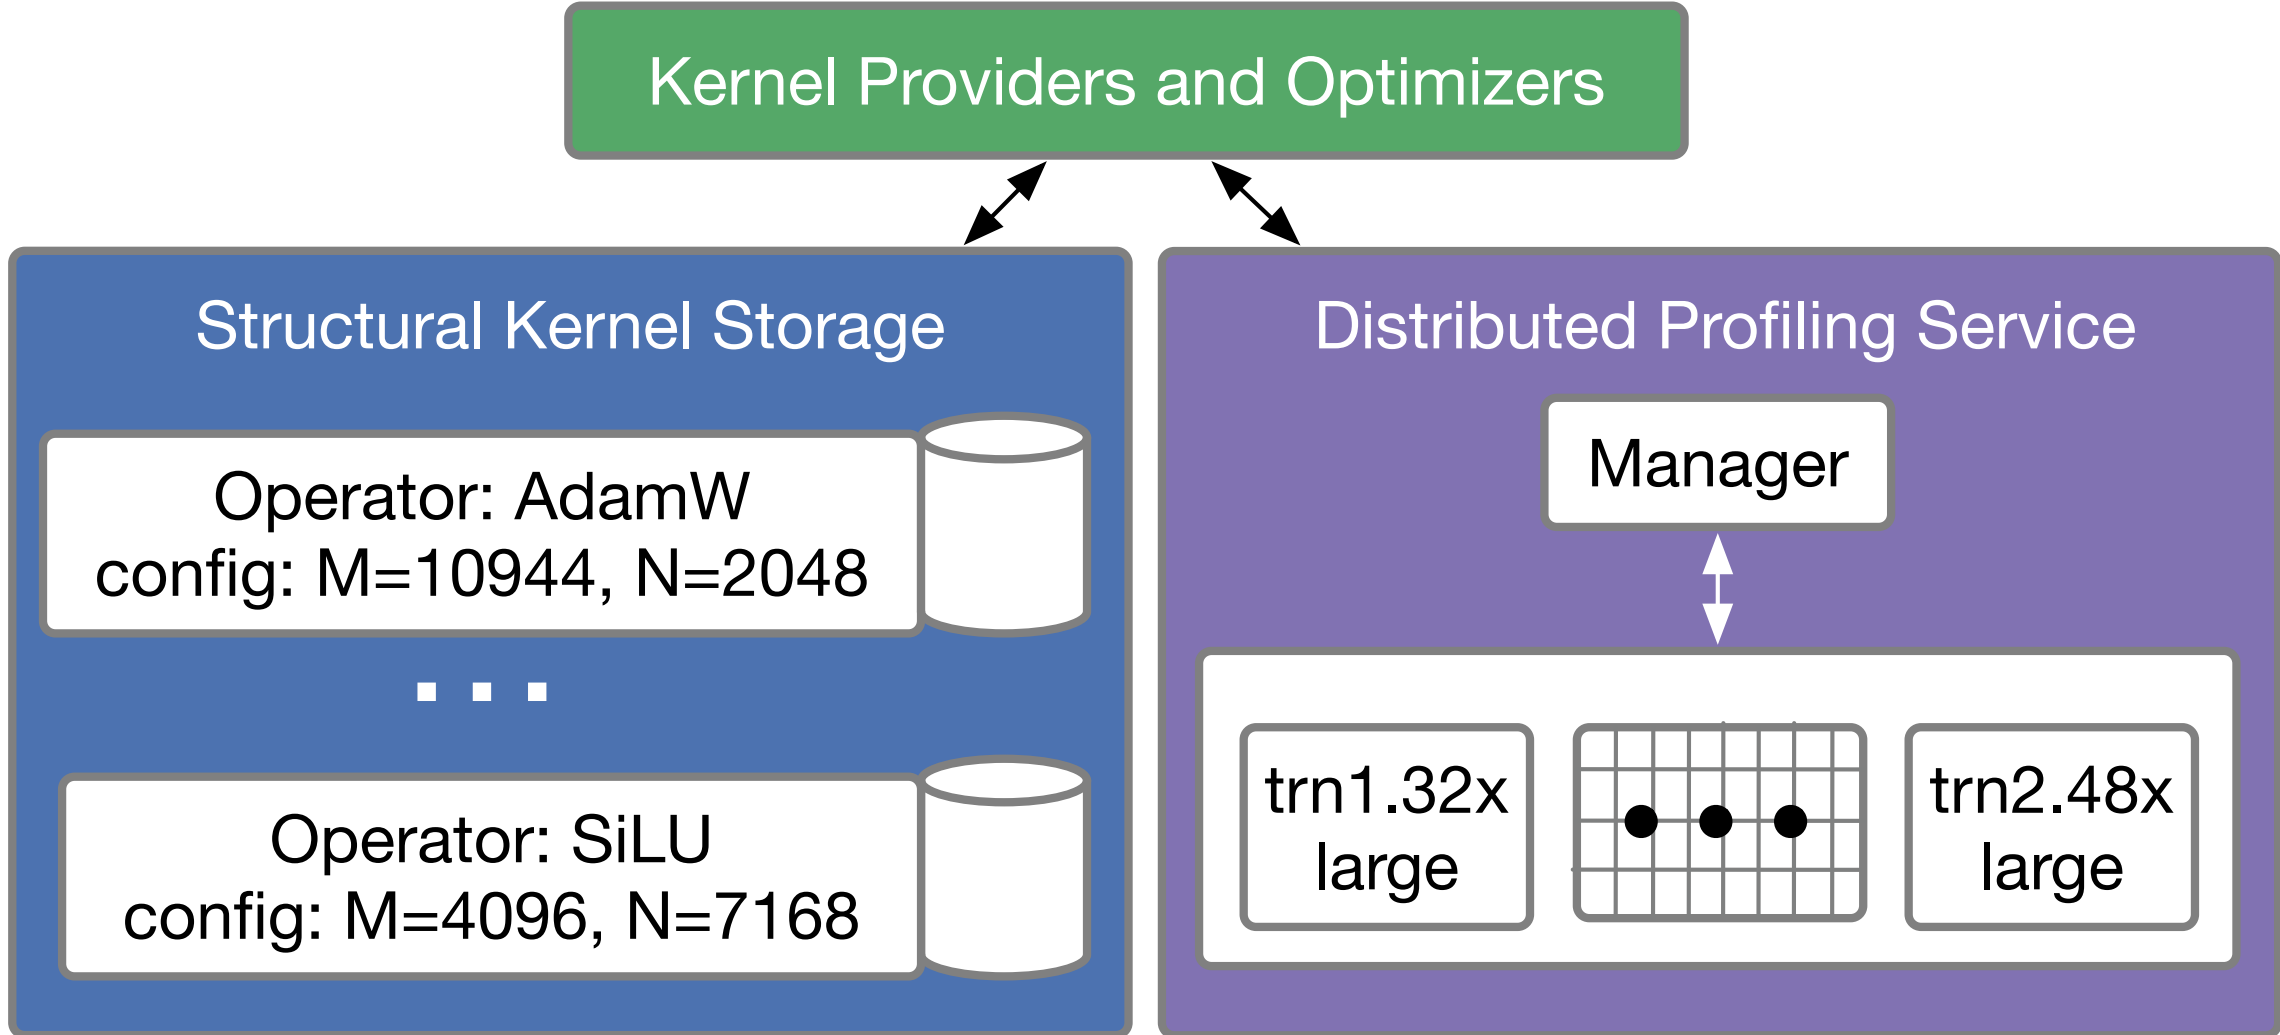 Kernel Providers and Optimizers
Structural Kernel Storage
Operator: AdamW
config: M=10944, N=2048
...
Operator: SiLU
config: M=4096, N=7168
Distributed Profiling Service
Manager
trn1.32x
large
trn2.48x
large